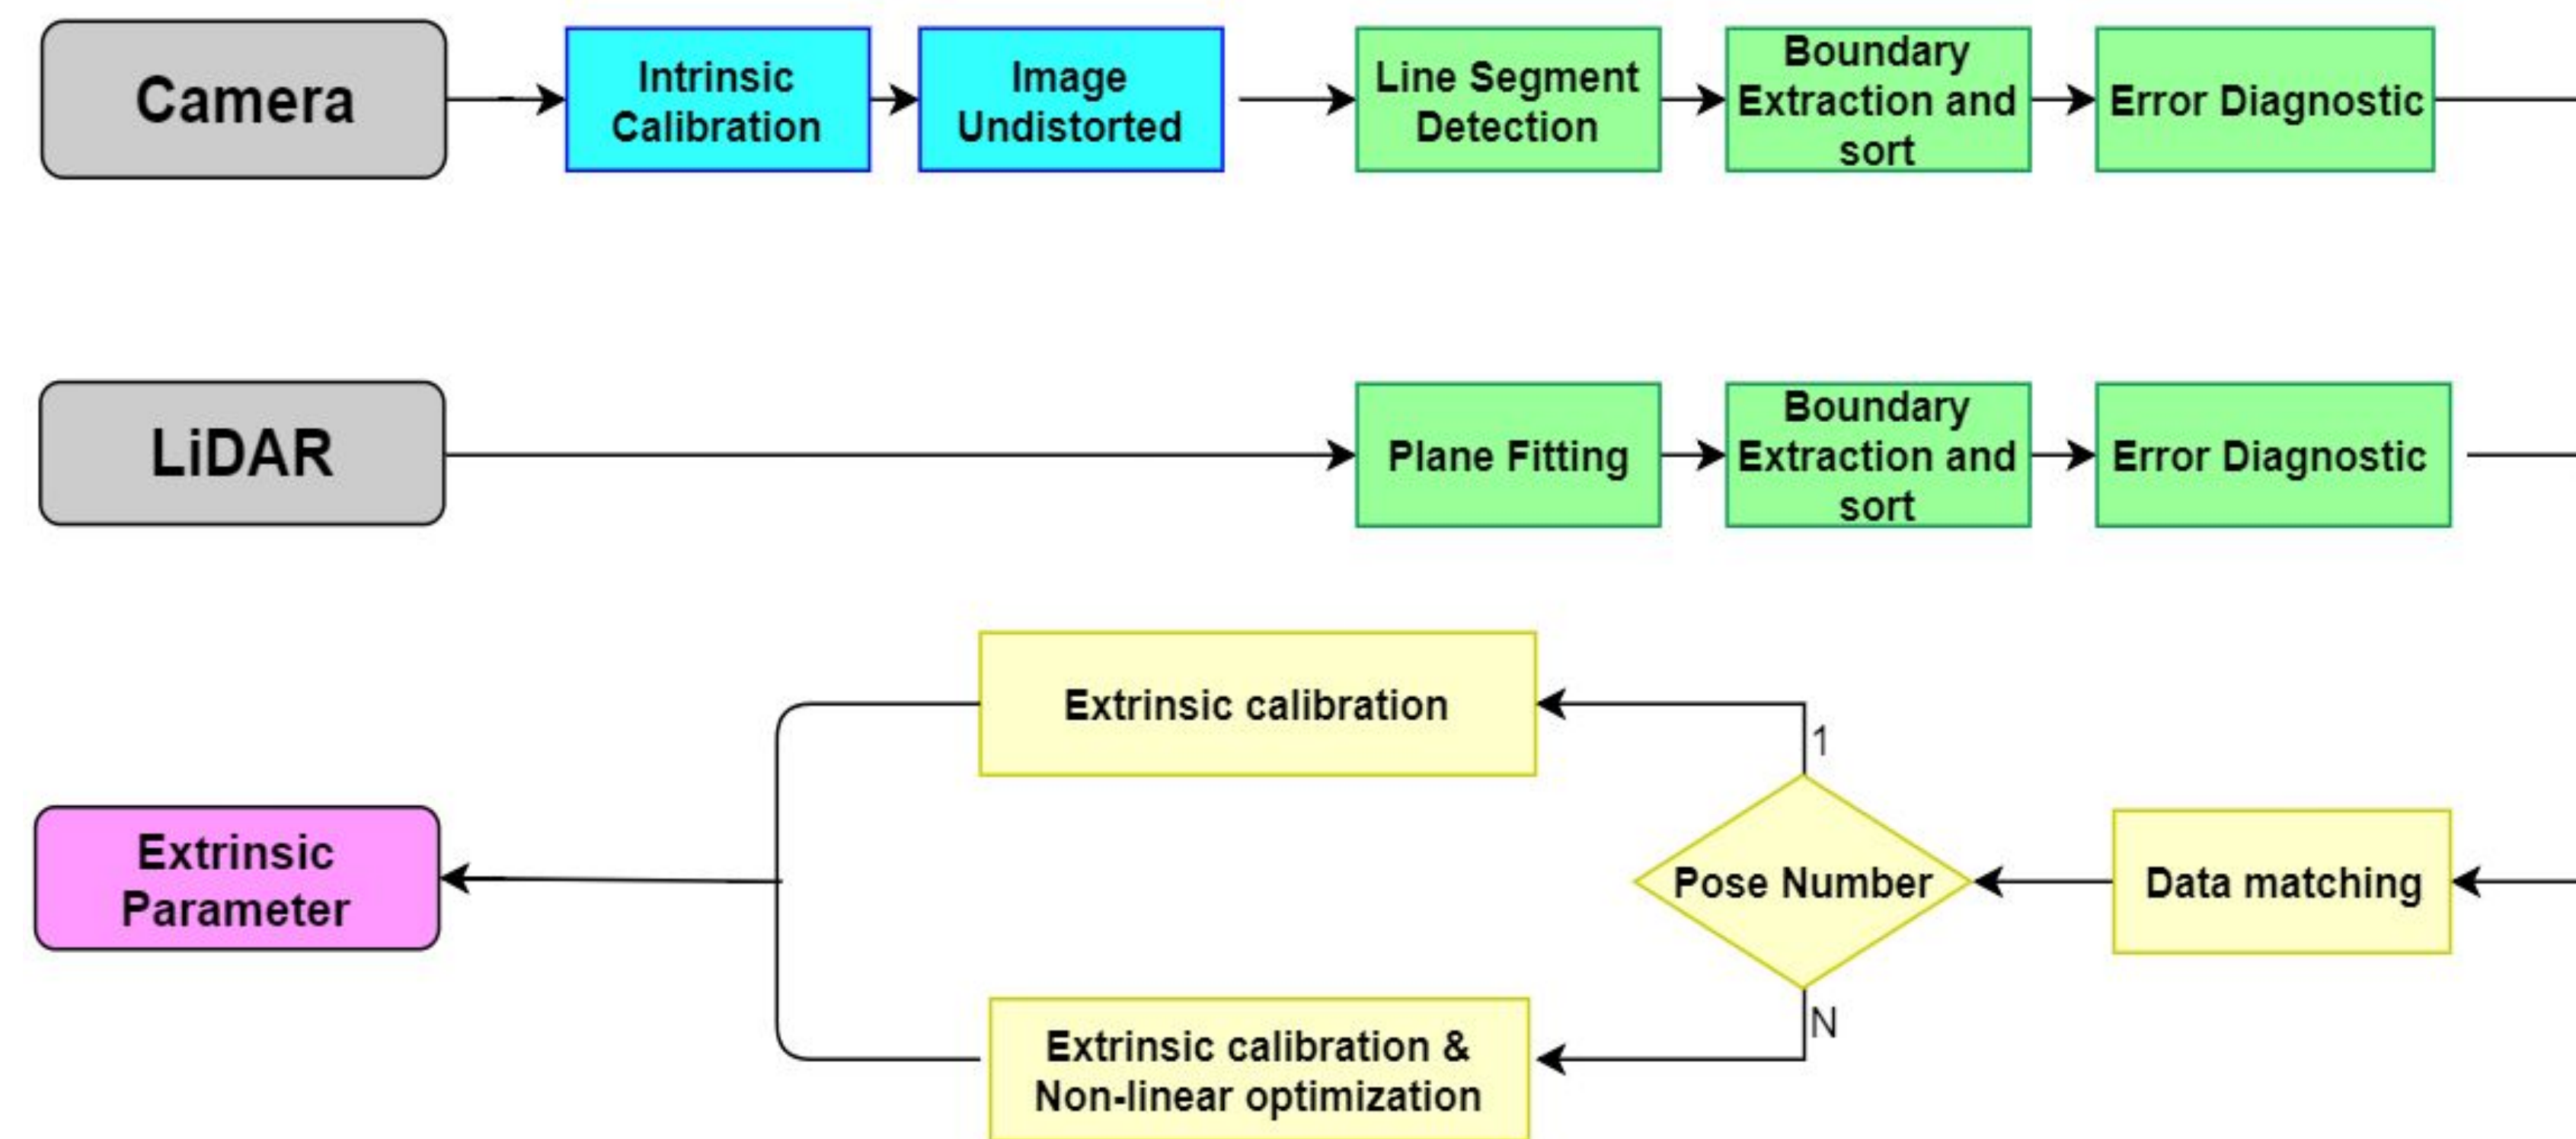 Camera
Intrinsic
Calibration
Image
Undistorted
Line Segment
Detection
Boundary
Extraction and
sort
Error Diagnostic
LiDAR
Plane Fitting
Boundary
Extraction and
sort
Error Diagnostic
Extrinsic calibration
1
Extrinsic
Parameter
Pose Number
Data matching
N
Extrinsic calibration &
Non-linear optimization